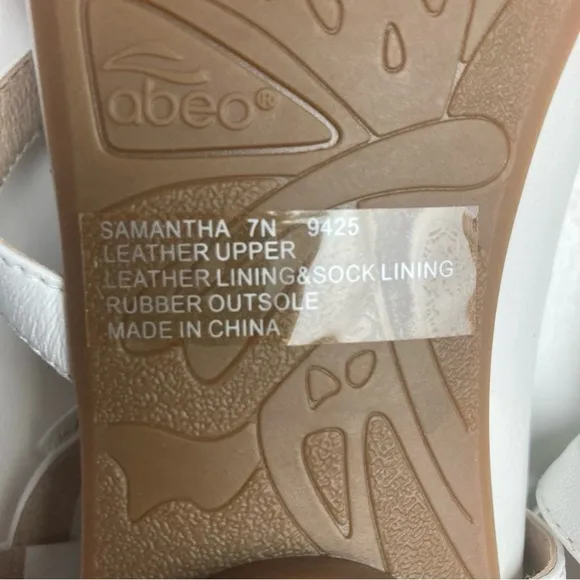 abeo®
SAMANTHA 7N 9425
LEATHER UPPER
LEATHER LINING&SOCK LINING
RUBBER OUTSOLE
MADE IN CHINA